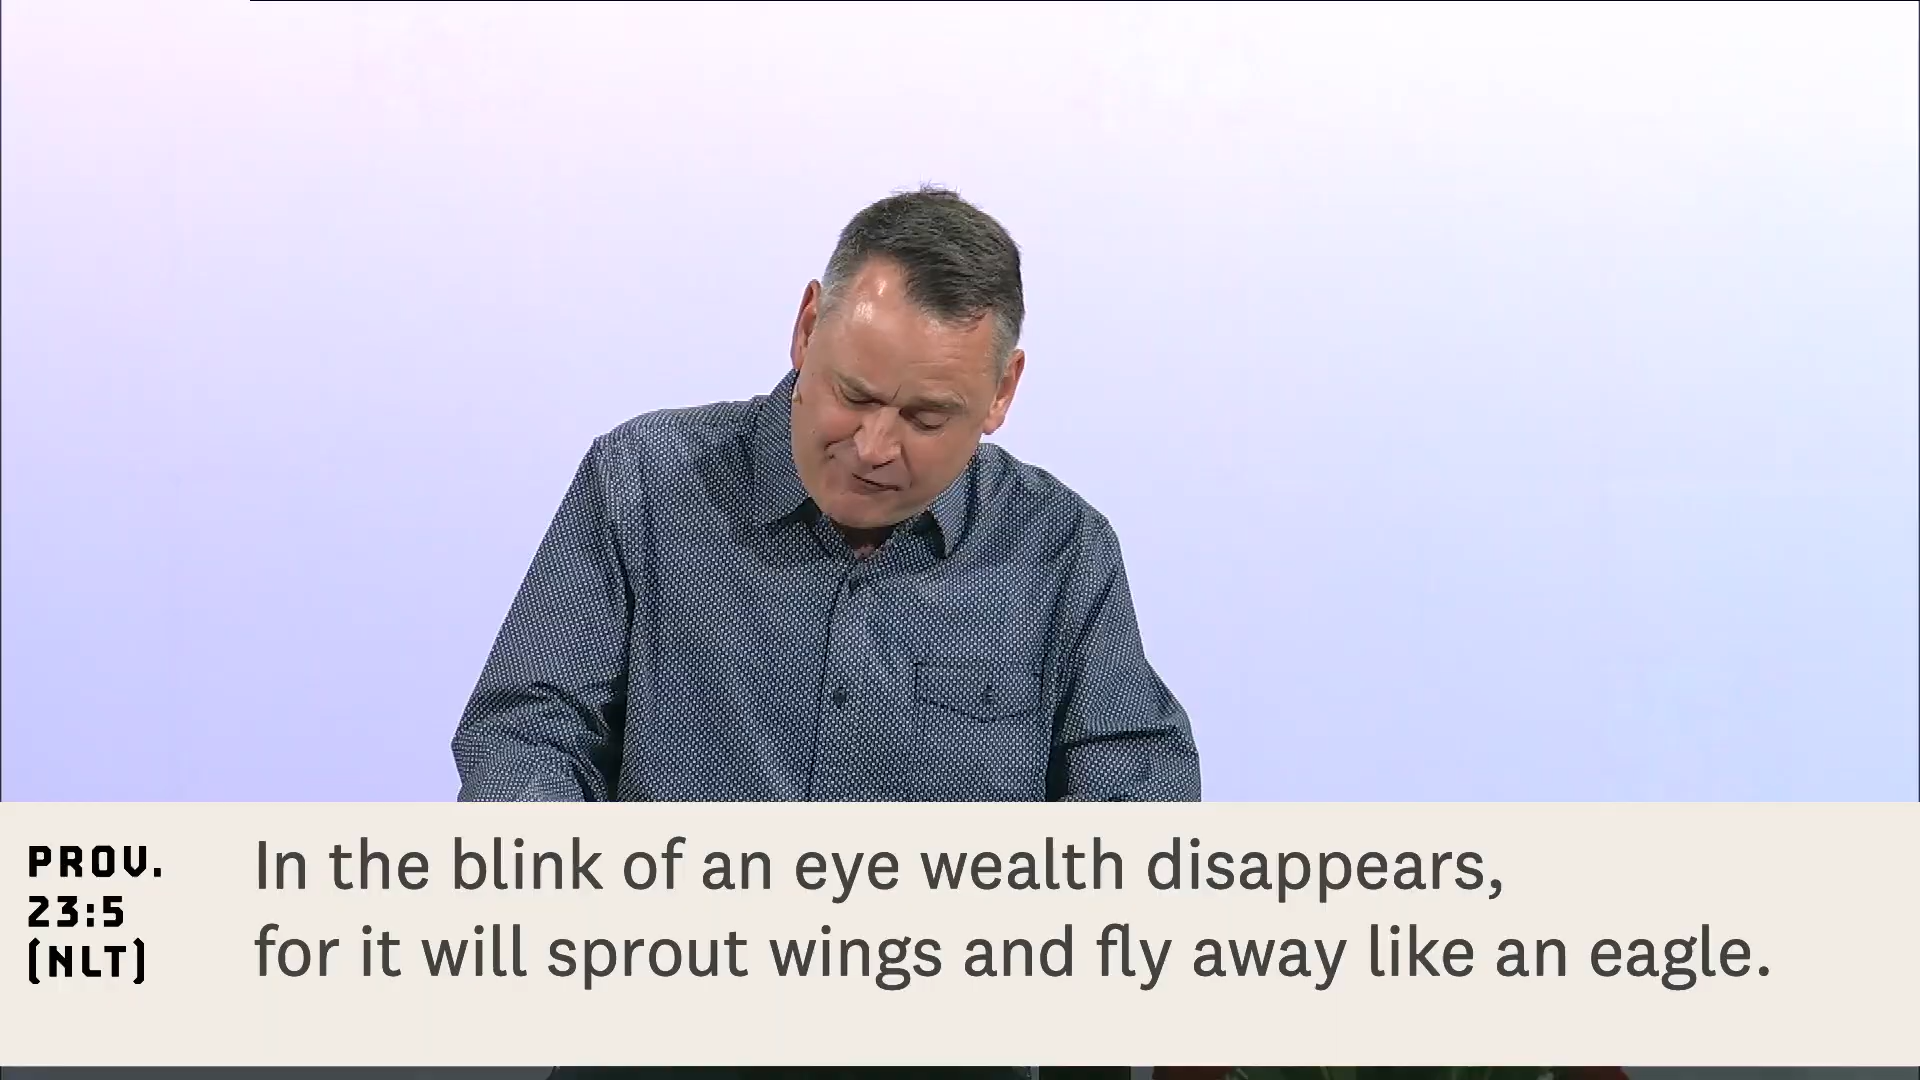 PROV.
23:5
(NLT)
In the blink of an eye wealth disappears,
for it will sprout wings and fly away like an eagle.